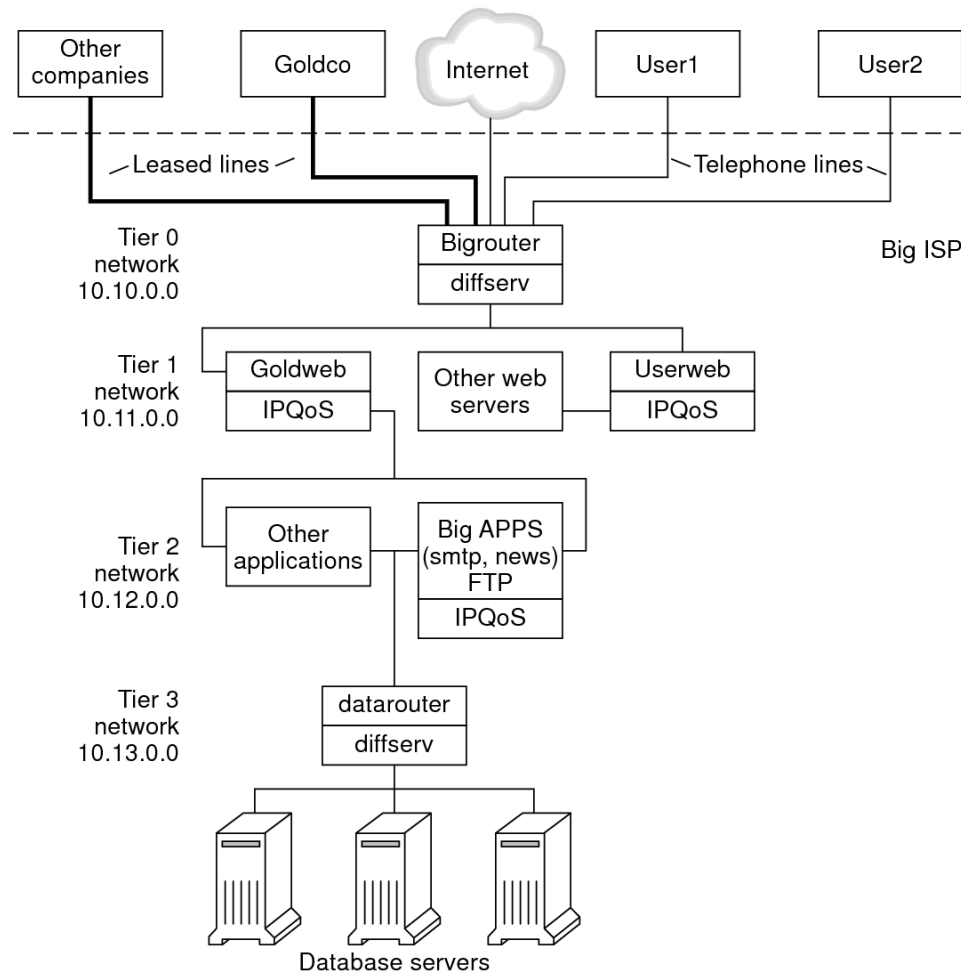 Other
companies
Goldco
Internet
User1
User2
Leased lines
Telephone lines
Tier 0
network
10.10.0.0
Bigrouter
diffserv
Big ISP
Tier 1
network
10.11.0.0
Goldweb
IPQoS
Other web
servers
Userweb
IPQoS
Tier 2
network
10.12.0.0
Other
applications
Big APPS
(smtp, news)
FTP
IPQoS
Tier 3
network
10.13.0.0
datarouter
diffserv
Database servers